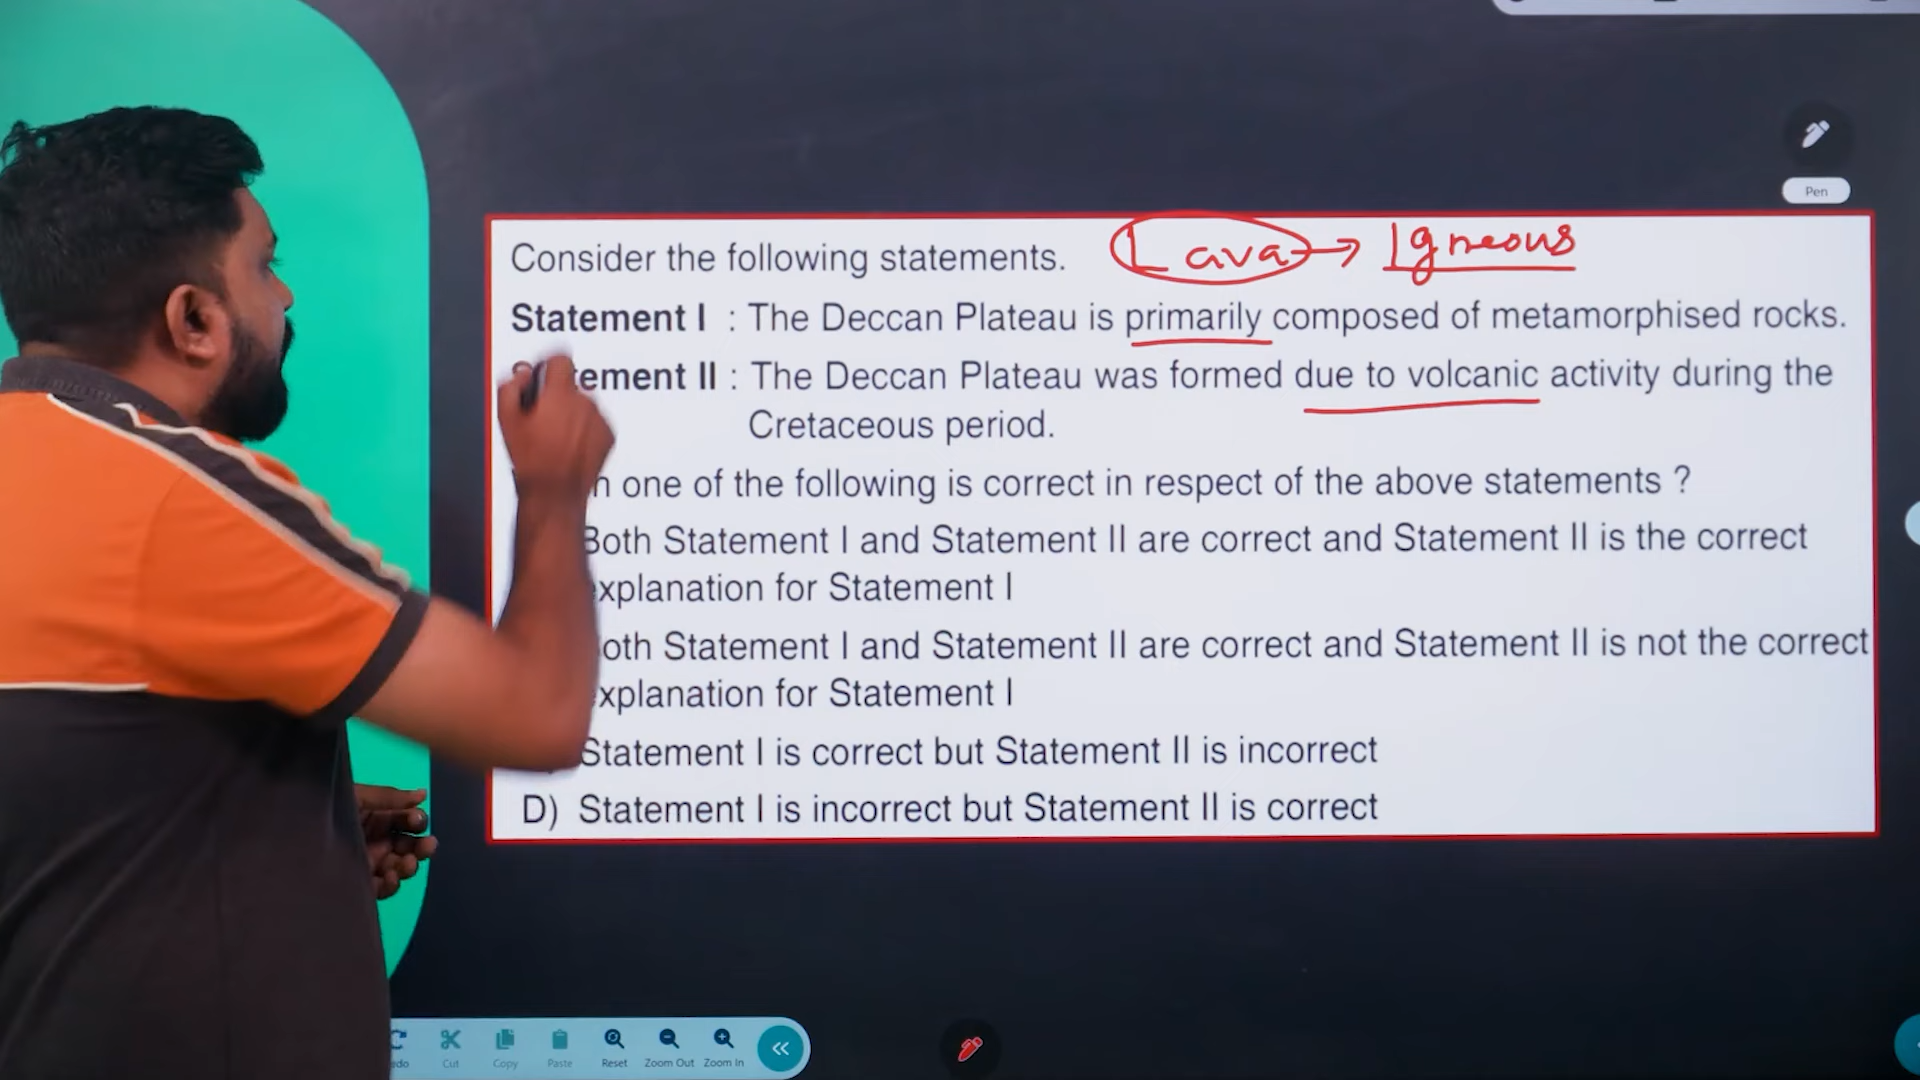 Pen
Consider the following statements. Lava → Igneous
Statement I : The Deccan Plateau is primarily composed of metamorphised rocks.
tement II : The Deccan Plateau was formed due to volcanic activity during the
Cretaceous period.
h one of the following is correct in respect of the above statements ?
Both Statement I and Statement II are correct and Statement II is the correct
xplanation for Statement I
oth Statement I and Statement II are correct and Statement II is not the correct
xplanation for Statement I
Statement I is correct but Statement II is incorrect
D) Statement I is incorrect but Statement II is correct
Cut Copy Paste Reset Zoom Out Zoom In